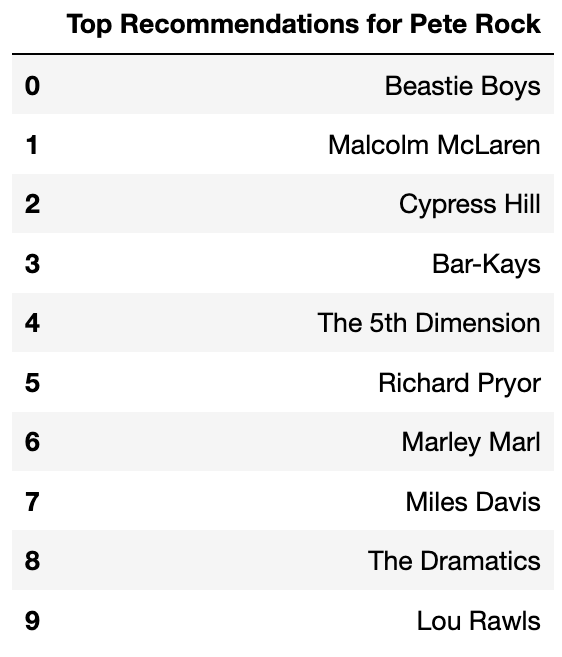 Top Recommendations for Pete Rock
0 Beastie Boys
1 Malcolm McLaren
2 Cypress Hill
3 Bar-Kays
4 The 5th Dimension
5 Richard Pryor
6 Marley Marl
7 Miles Davis
8 The Dramatics
9 Lou Rawls